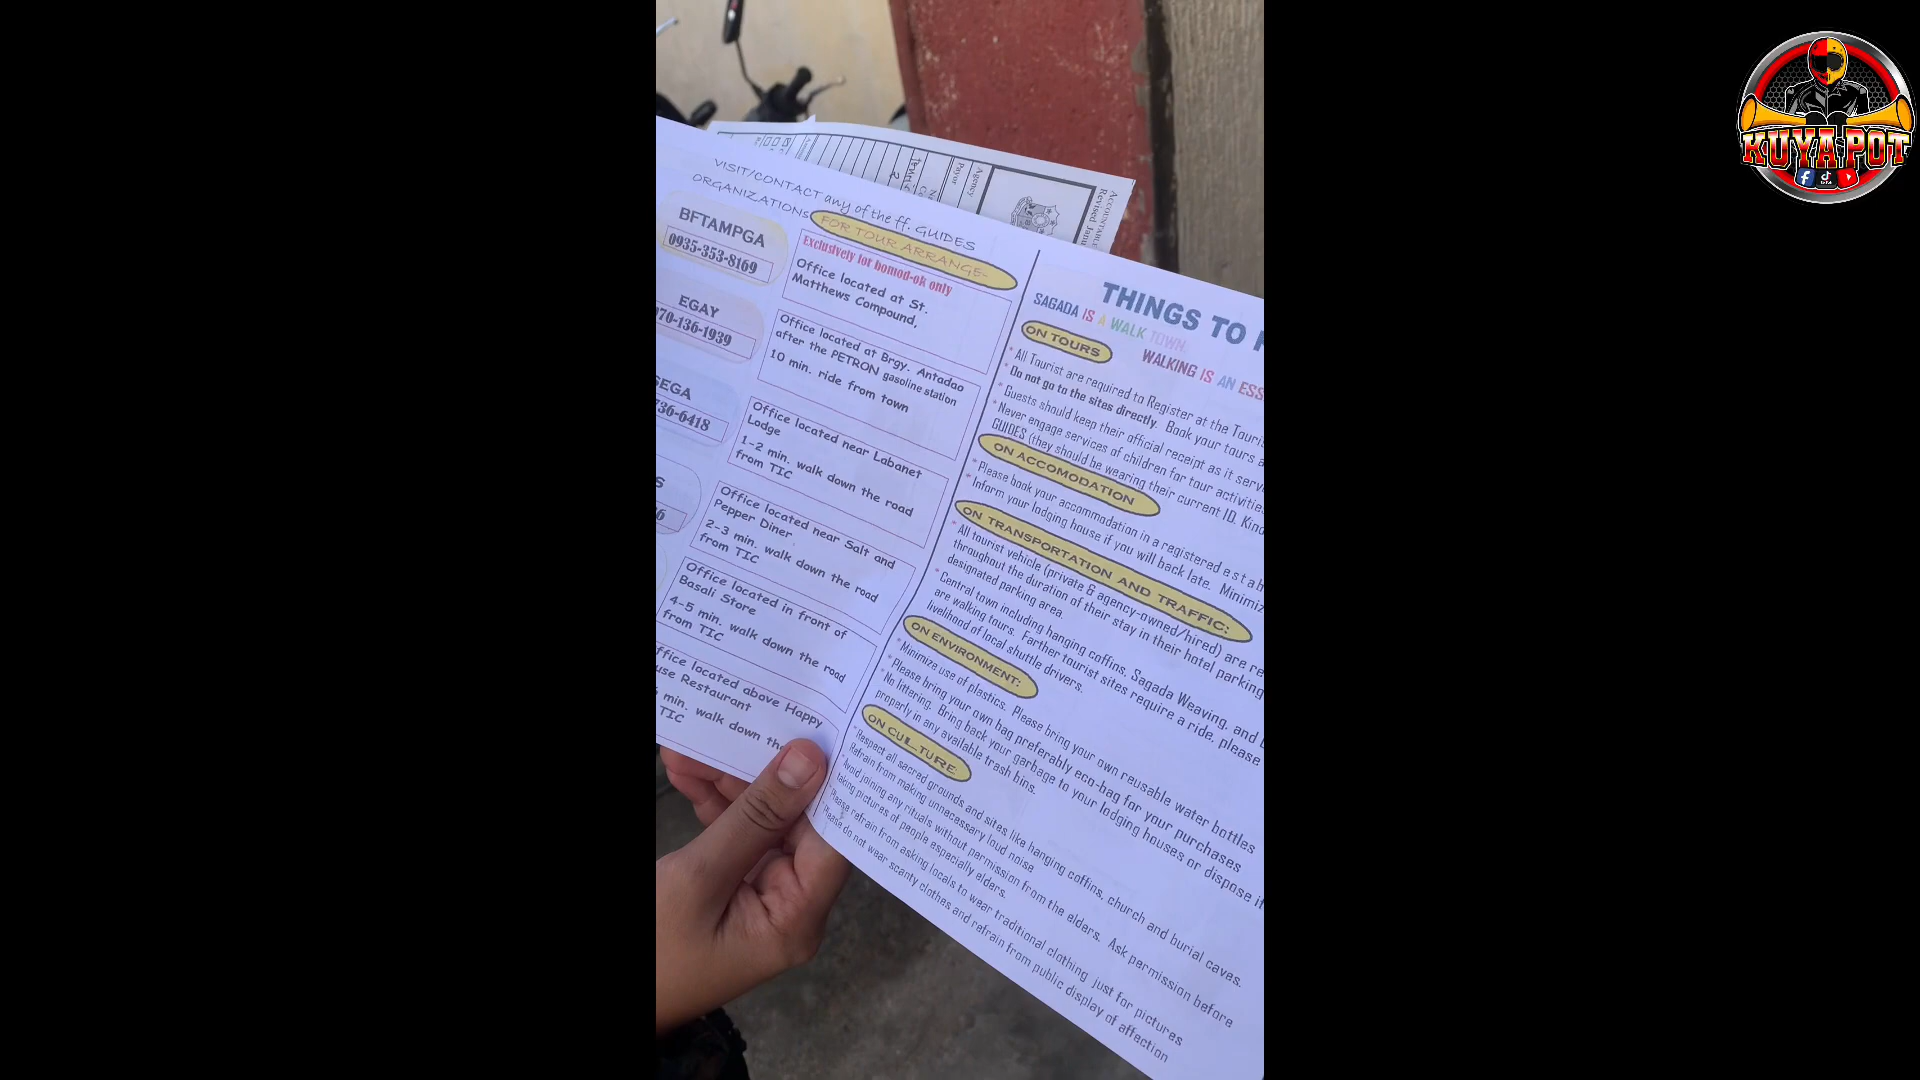 VISIT/CONTACT any of the ff. GUIDES
ORGANIZATIONS FOR TOUR ARRANGE-
BFTAMPGA
0935-353-8169
Exclusively for bomod-ok only
Office located at St.
Matthews Compound,
EGAY
70-136-1939
Office located at Brgy. Antadao
after the PETRON gasoline station
10 min. ride from town
SEGA
736-6418
Office located near Labanet
Lodge
1-2 min. walk down the road
from TIC
S
6
Office located near Salt and
Pepper Diner.
2-3 min. walk down the road
from TIC
Office located in front of
Basali Store
4-5 min. walk down the road
from TIC
ffice located above Happy
use Restaurant
min. walk down the
TIC
THINGS TO
SAGADA IS A WALK TOWN.
WALKING IS AN ESS
ON TOURS
* All Tourist are required to Register at the Touri
* Do not go to the sites directly. Book your tours a
* Guests should keep their official receipt as it serv
* Never engage services of children for tour activities
GUIDES (they should be wearing their current ID. Kind
ON ACCOMODATION
* Please book your accommodation in a registered estab
* Inform your lodging house if you will back late. Minimiz
ON TRANSPORTATION AND TRAFFIC:
* All tourist vehicle (private & agency-owned/hired) are re
throughout the duration of their stay in their hotel parking
designated parking area.
* Central town including hanging coffins, Sagada Weaving, and
are walking tours. Farther tourist sites require a ride, please
livelihood of local shuttle drivers.
ON ENVIRONMENT:
* Minimize use of plastics. Please bring your own reusable water bottles
* Please bring your own bag preferably eco-bag for your purchases
* No littering. Bring back your garbage to your lodging houses or dispose it
properly in any available trash bins.
ON CULTURE
* Respect all sacred grounds and sites like hanging coffins, church and burial caves.
Refrain from making unnecessary loud noise
* Avoid joining any rituals without permission from the elders. Ask permission before
taking pictures of people especially elders.
* Please refrain from asking locals to wear traditional clothing just for pictures
* Please do not wear scanty clothes and refrain from public display of affection
Agency
Payor
KUYA POT